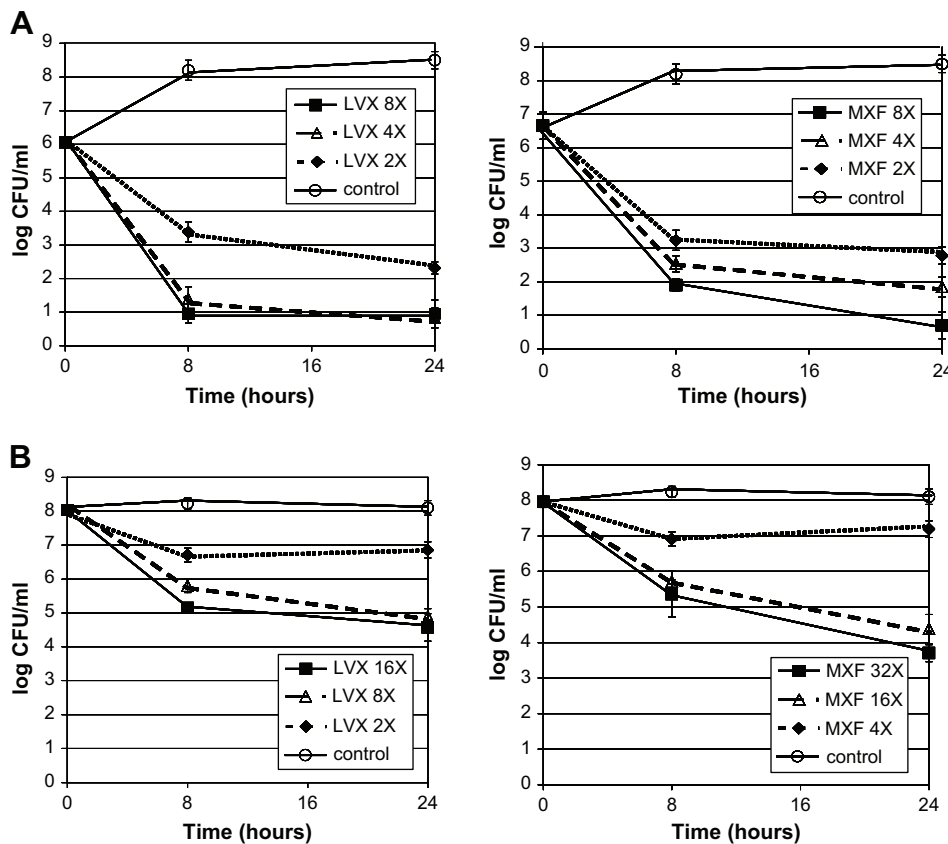 A
log CFU/ml
9
8
7
6
5
4
3
2
1
0
0
8
16
24
Time (hours)
LVX 8X
LVX 4X
LVX 2X
control
log CFU/ml
9
8
7
6
5
4
3
2
1
0
0
8
16
24
Time (hours)
MXF 8X
MXF 4X
MXF 2X
control
B
log CFU/ml
9
8
7
6
5
4
3
2
1
0
0
8
16
24
Time (hours)
LVX 16X
LVX 8X
LVX 2X
control
log CFU/ml
9
8
7
6
5
4
3
2
1
0
0
8
16
24
Time (hours)
MXF 32X
MXF 16X
MXF 4X
control